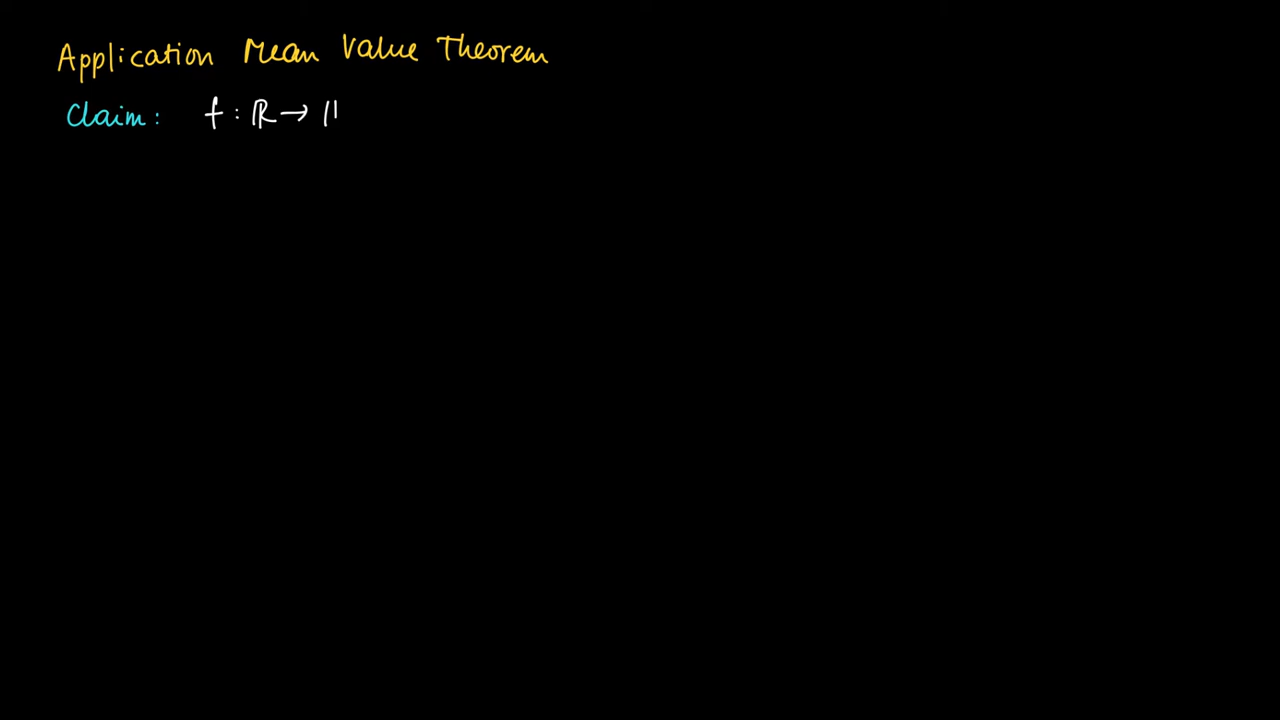 Application Mean Value Theorem
Claim: f : ℝ →